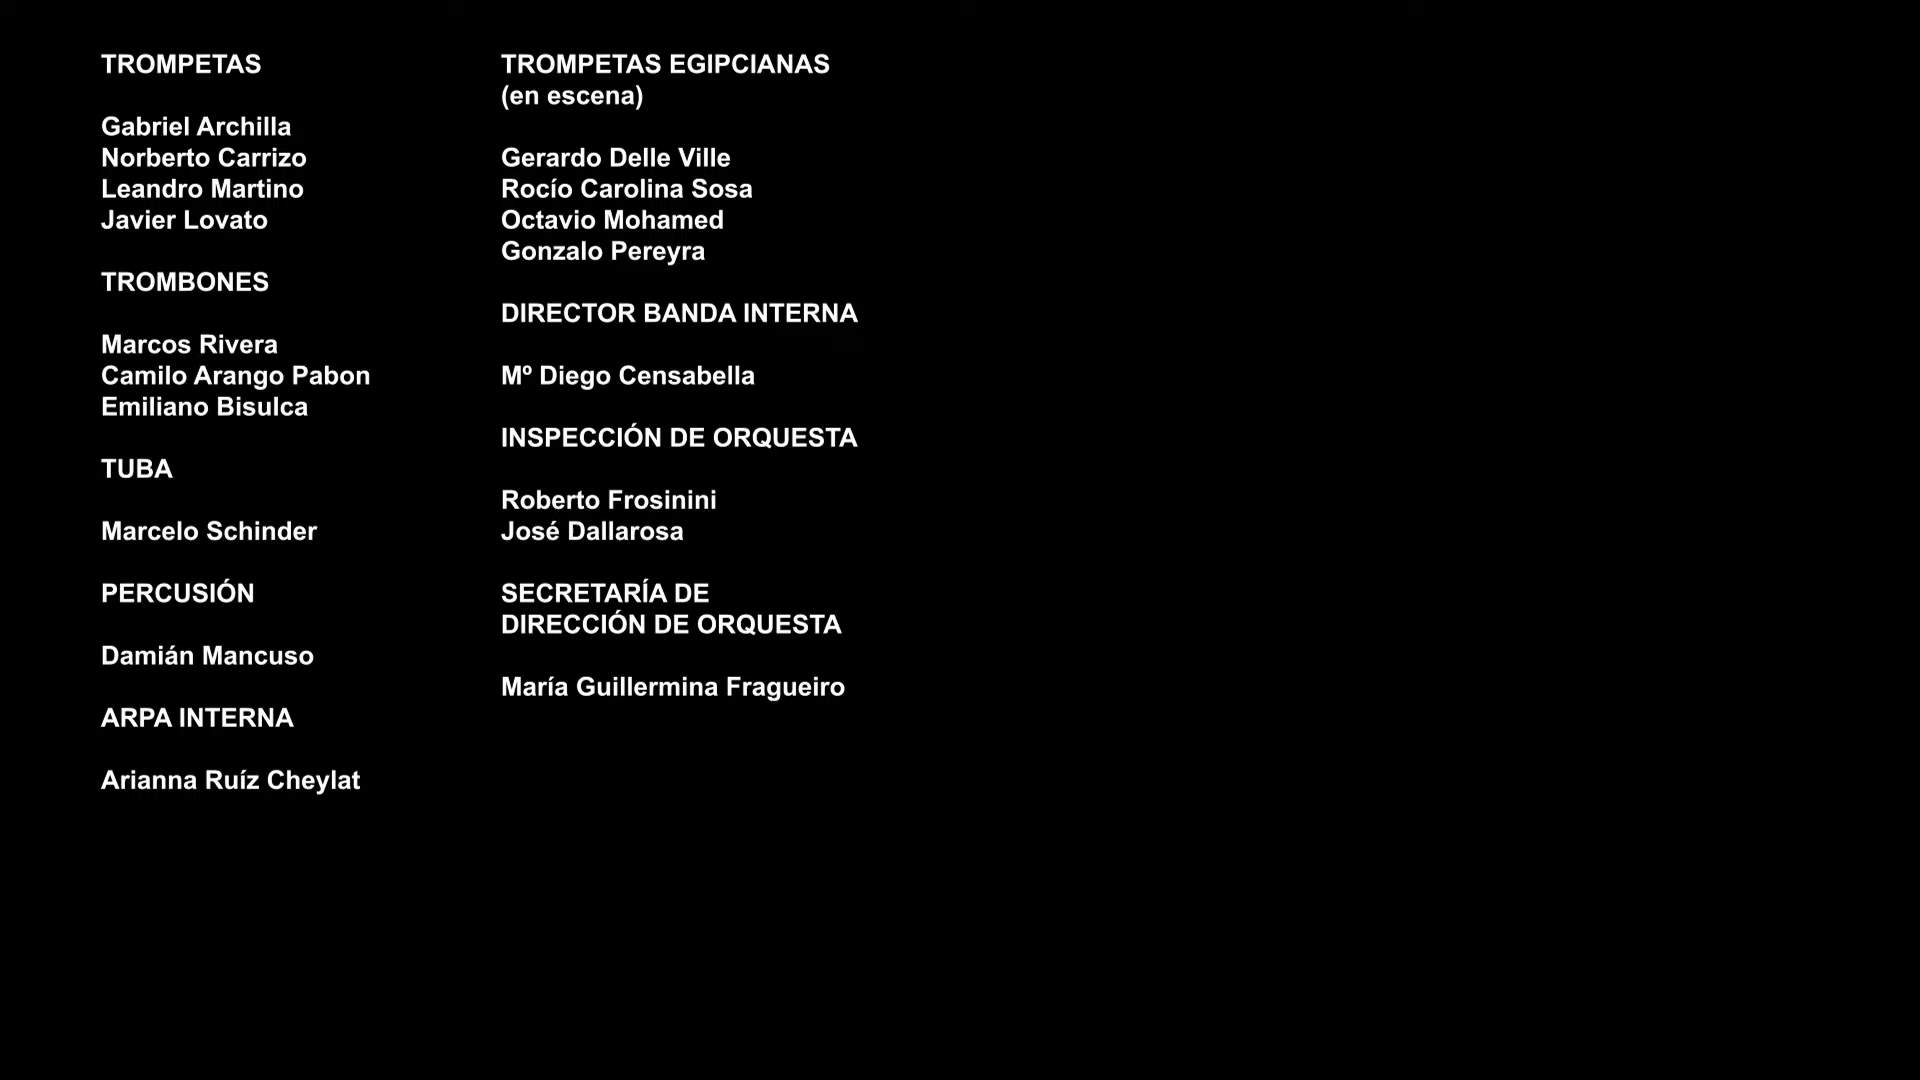 TROMPETAS
Gabriel Archilla
Norberto Carrizo
Leandro Martino
Javier Lovato
TROMBONES
Marcos Rivera
Camilo Arango Pabon
Emiliano Bisulca
TUBA
Marcelo Schinder
PERCUSIÓN
Damián Mancuso
ARPA INTERNA
Arianna Ruíz Cheylat
TROMPETAS EGIPCIANAS
(en escena)
Gerardo Delle Ville
Rocío Carolina Sosa
Octavio Mohamed
Gonzalo Pereyra
DIRECTOR BANDA INTERNA
Mº Diego Censabella
INSPECCIÓN DE ORQUESTA
Roberto Frosinini
José Dallarosa
SECRETARÍA DE
DIRECCIÓN DE ORQUESTA
María Guillermina Fragueiro